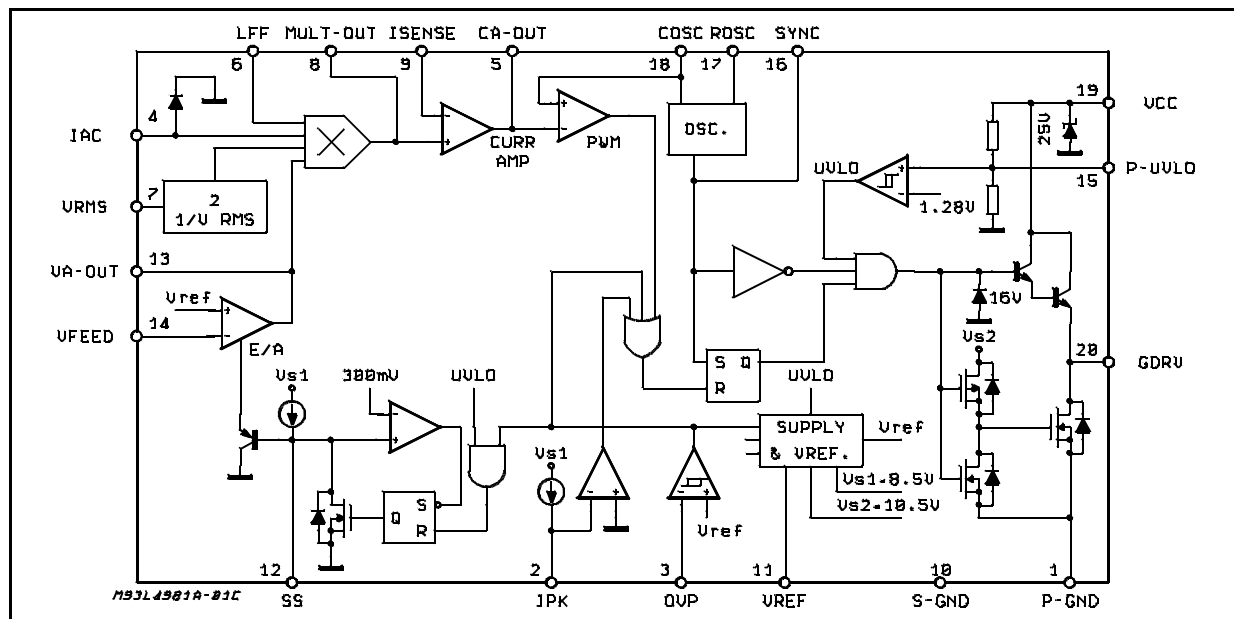 LFF MULT-OUT ISENSE CA-OUT COSC ROSC SYNC
6 8 9 5 18 17 16
19
VCC
4
IAC
OSC.
25V
CURR
AMP
PWM
UVLO
15
P-UVLO
1.28V
7
VRMS
2
1/V RMS
13
VA-OUT
Vref
14
VFEED
E/A
16V
Vs2
20
GDRV
S Q
R
Vs1
300mV
UVLO
UVLO
SUPPLY
& VREF.
Vref
Vs1
Vs1=8.5V
Vs2=10.5V
Q S
R
Vref
12 2 3 11 10 1
M93L4981A-01C
SS IPK OVP VREF S-GND P-GND